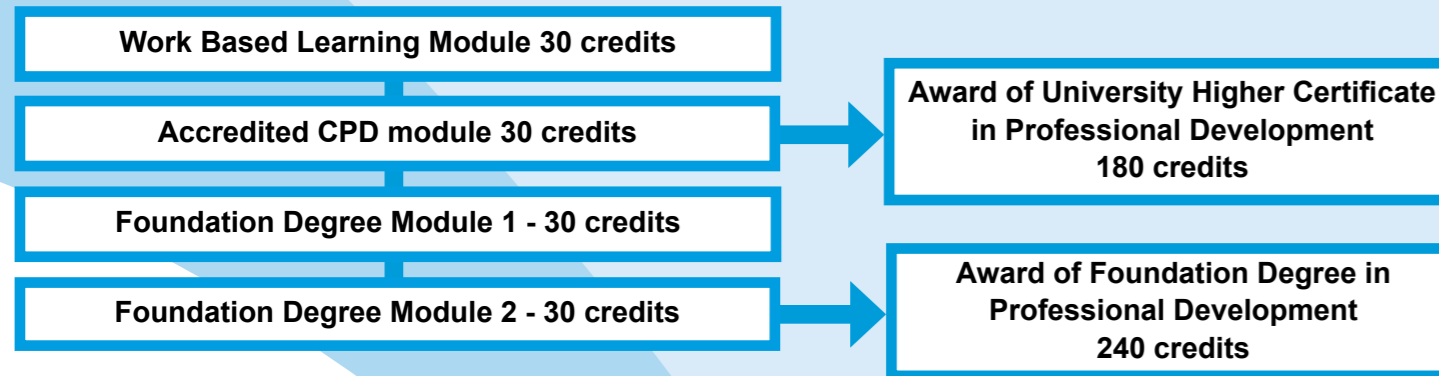 Work Based Learning Module 30 credits
Accredited CPD module 30 credits
Award of University Higher Certificate
in Professional Development
180 credits
Foundation Degree Module 1 - 30 credits
Foundation Degree Module 2 - 30 credits
Award of Foundation Degree in
Professional Development
240 credits